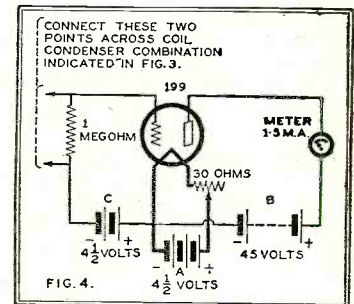 CONNECT THESE TWO
POINTS ACROSS COIL
CONDENSER COMBINATION
INDICATED IN FIG.3.
199
1
MEGOHM
METER
1-5 M.A.
30 OHMS
C
B
- +
4½ VOLTS
- +
45 VOLTS
- A +
4½ VOLTS
FIG. 4.